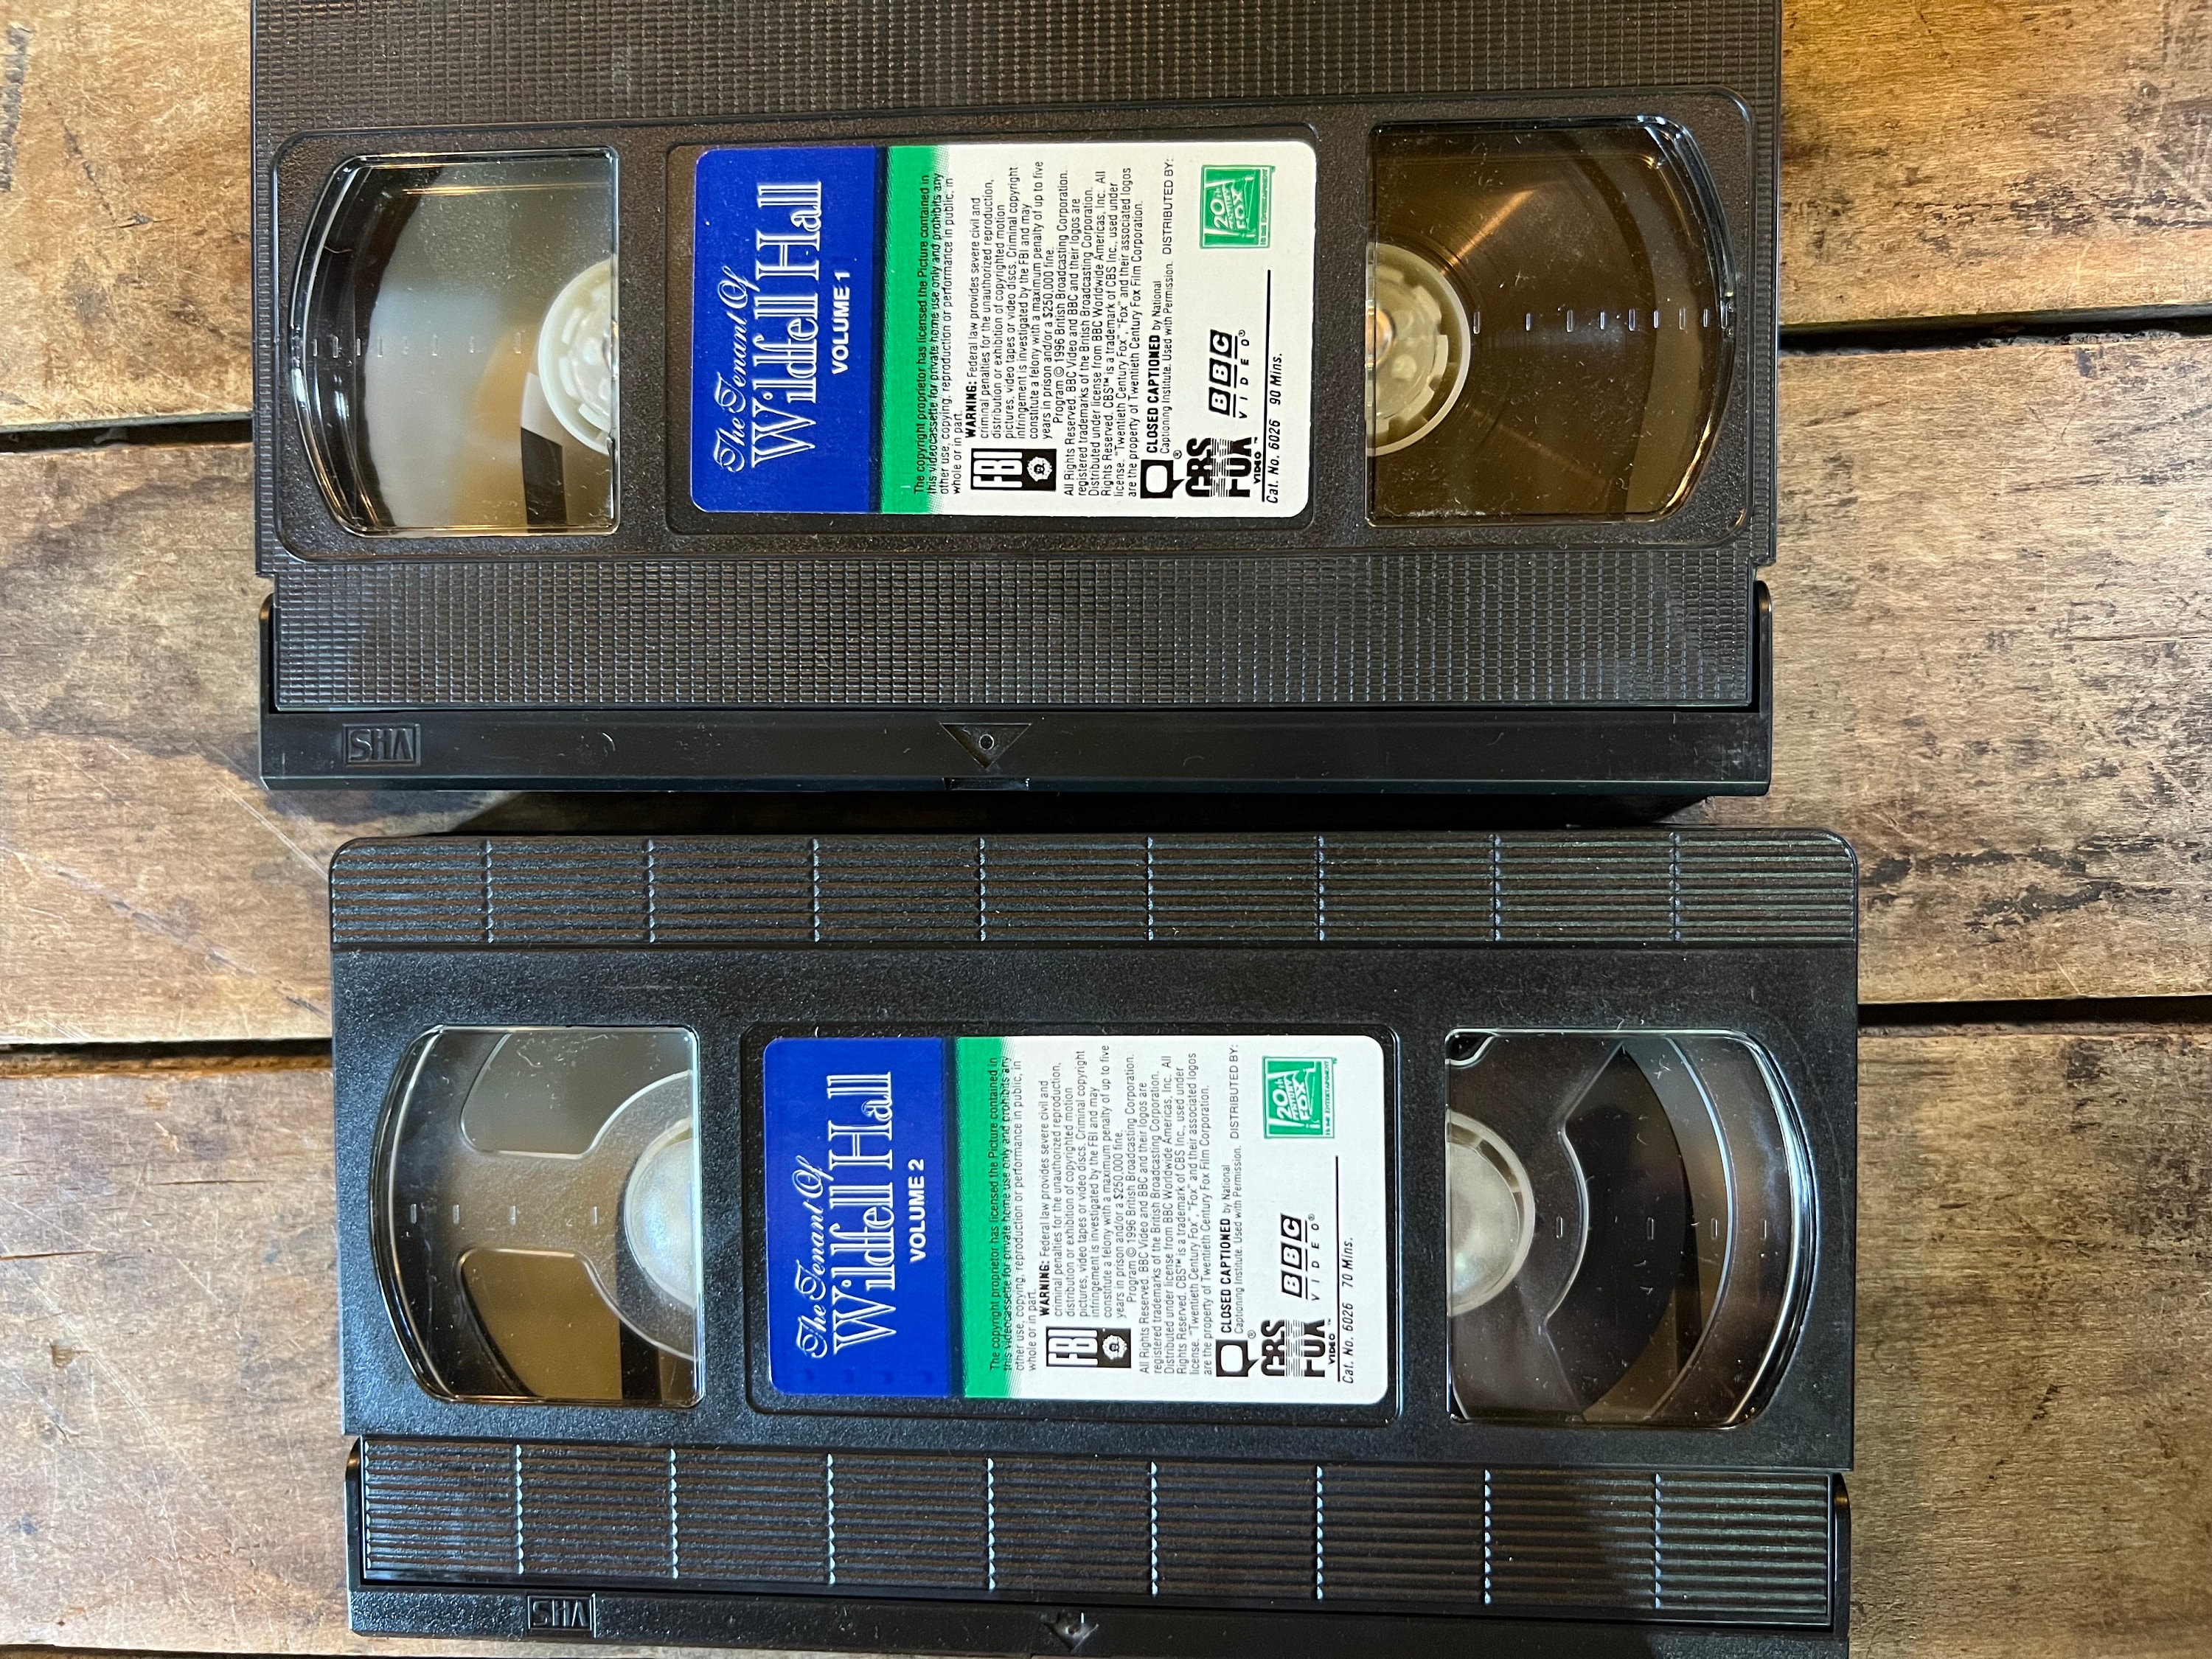 The Tenant Of
Wildfell Hall
VOLUME 1
The copyright proprietor has licensed the Picture contained in
this videocassette for private home use only and prohibits any
other use, copying, reproduction or performance in public, in
whole or in part.
FBI
WARNING: Federal law provides severe civil and
criminal penalties for the unauthorized reproduction,
distribution or exhibition of copyrighted motion
pictures, video tapes or video discs. Criminal copyright
infringement is investigated by the FBI and may
constitute a felony with a maximum penalty of up to five
years in prison and/or a $250,000 fine.
Program © 1996 British Broadcasting Corporation.
All Rights Reserved. BBC Video and BBC and their logos are
registered trademarks of the British Broadcasting Corporation.
Distributed under license from BBC Worldwide Americas, Inc. All
Rights Reserved. CBS™ is a trademark of CBS Inc., used under
license. "Twentieth Century Fox", "Fox" and their associated logos
are the property of Twentieth Century Fox Film Corporation.
CLOSED CAPTIONED by National
Captioning Institute. Used with Permission.
DISTRIBUTED BY:
CBS
FOX
VIDEO™
BBC
VIDEO®
20th
CENTURY
FOX
HOME ENTERTAINMENT
Cat. No. 6026 90 Mins.
VHS
The Tenant Of
Wildfell Hall
VOLUME 2
The copyright proprietor has licensed the Picture contained in
this videocassette for private home use only and prohibits any
other use, copying, reproduction or performance in public, in
whole or in part.
FBI
WARNING: Federal law provides severe civil and
criminal penalties for the unauthorized reproduction,
distribution or exhibition of copyrighted motion
pictures, video tapes or video discs. Criminal copyright
infringement is investigated by the FBI and may
constitute a felony with a maximum penalty of up to five
years in prison and/or a $250,000 fine.
Program © 1996 British Broadcasting Corporation.
All Rights Reserved. BBC Video and BBC and their logos are
registered trademarks of the British Broadcasting Corporation.
Distributed under license from BBC Worldwide Americas, Inc. All
Rights Reserved. CBS™ is a trademark of CBS Inc., used under
license. "Twentieth Century Fox", "Fox" and their associated logos
are the property of Twentieth Century Fox Film Corporation.
CLOSED CAPTIONED by National
Captioning Institute. Used with Permission.
DISTRIBUTED BY:
CBS
FOX
VIDEO™
BBC
VIDEO®
20th
CENTURY
FOX
HOME ENTERTAINMENT
Cat. No. 6026 70 Mins.
VHS